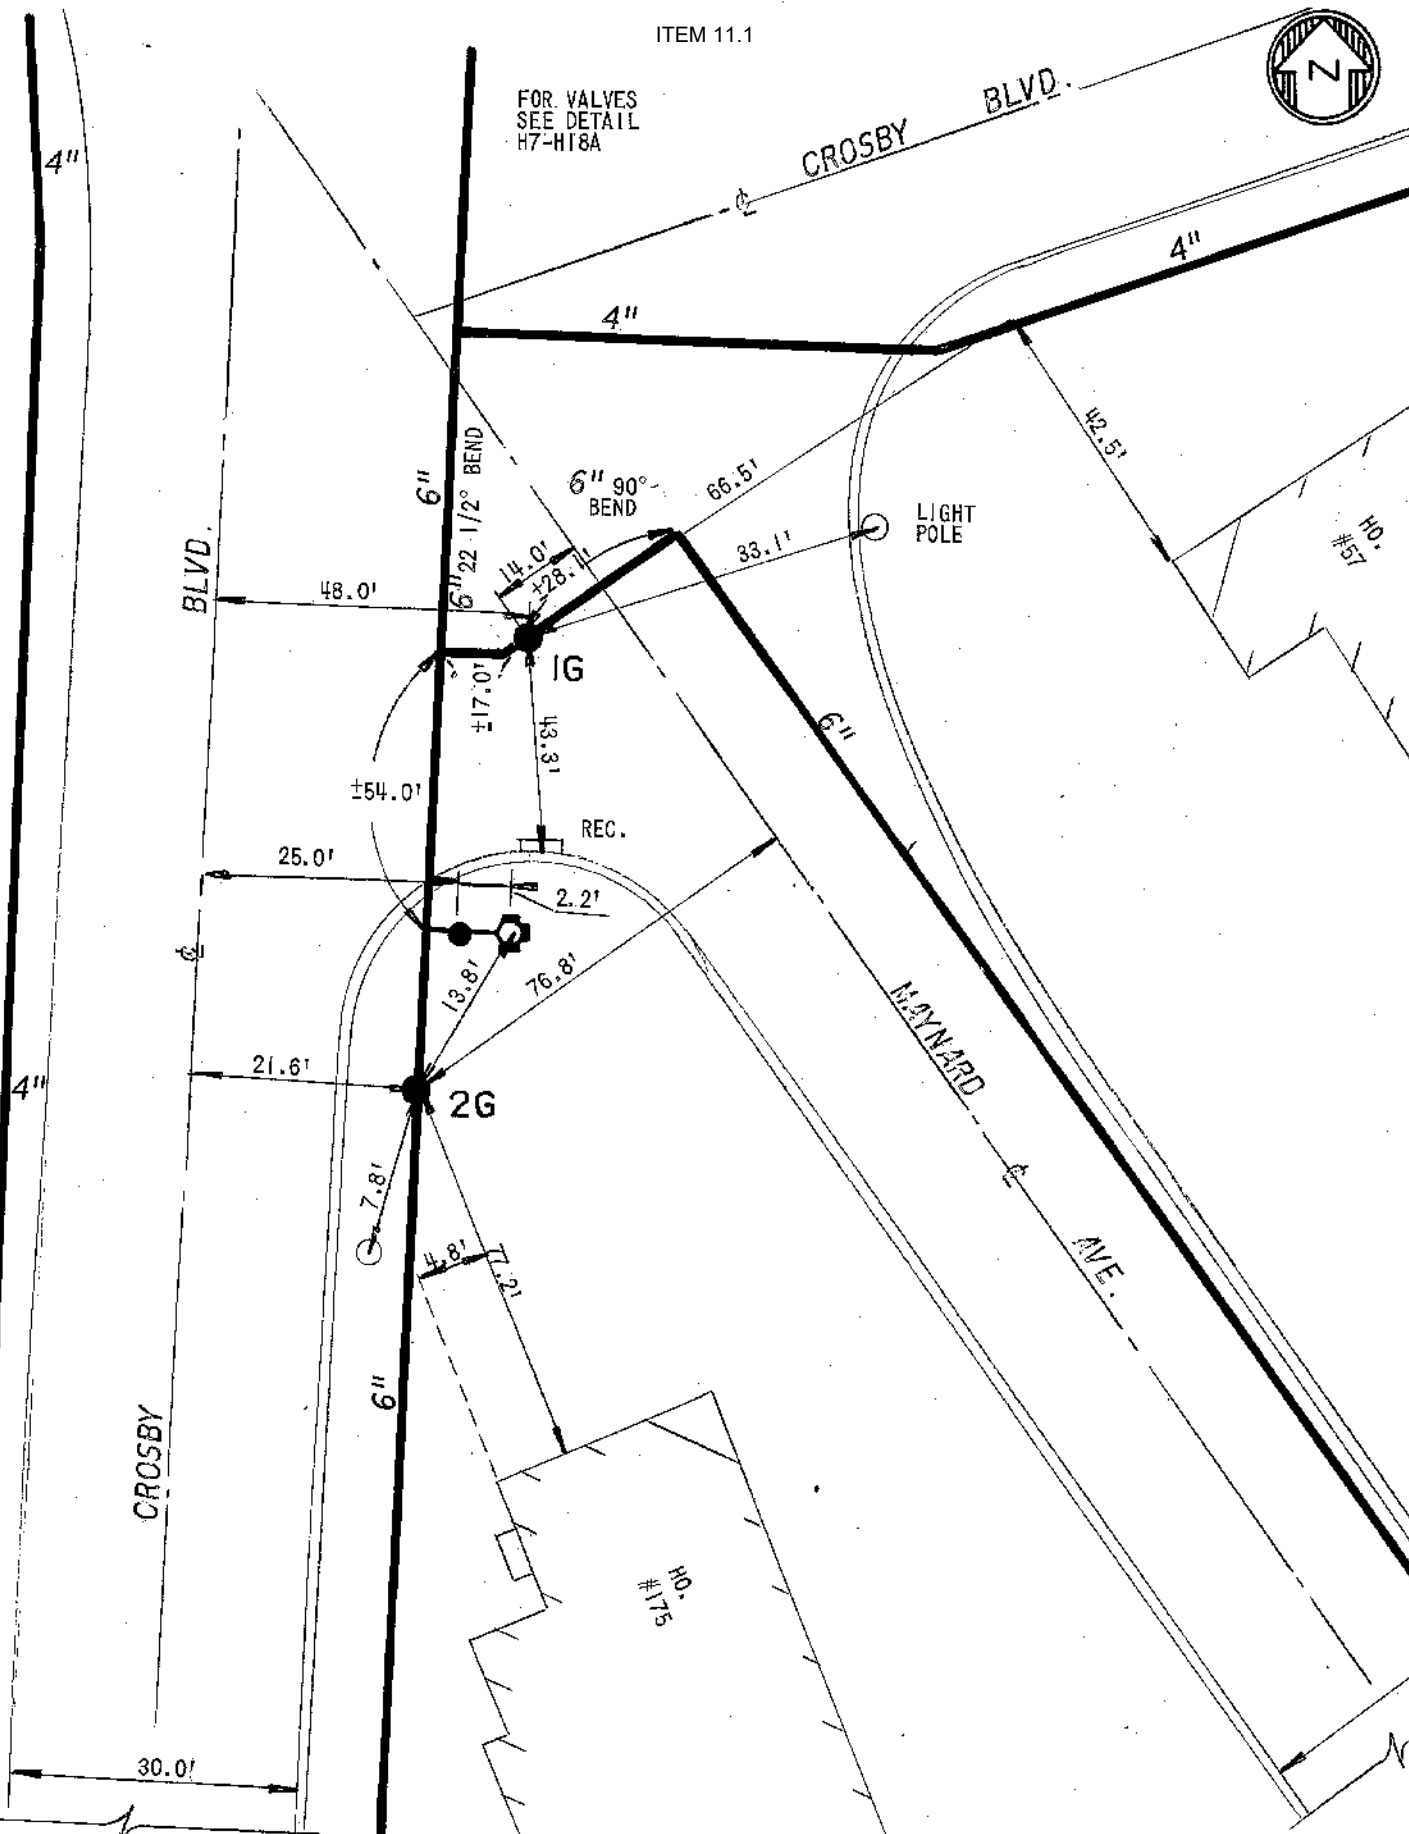 ITEM 11.1
N
FOR VALVES
SEE DETAIL
H7-H18A
CROSBY BLVD.
℄
4"
4"
4"
42.5'
HO.
#57
6"
6" 22 1/2° BEND
6" 90°
BEND
66.5'
LIGHT
POLE
33.1'
14.0'
±28.1'
BLVD.
48.0'
1G
±17.0'
43.3'
6"
±54.0'
REC.
25.0'
2.2'
℄
13.8'
76.8'
MAYNARD
℄
AVE.
21.6'
2G
4"
7.8'
4.8'
77.2'
6"
CROSBY
HO.
#175
30.0'